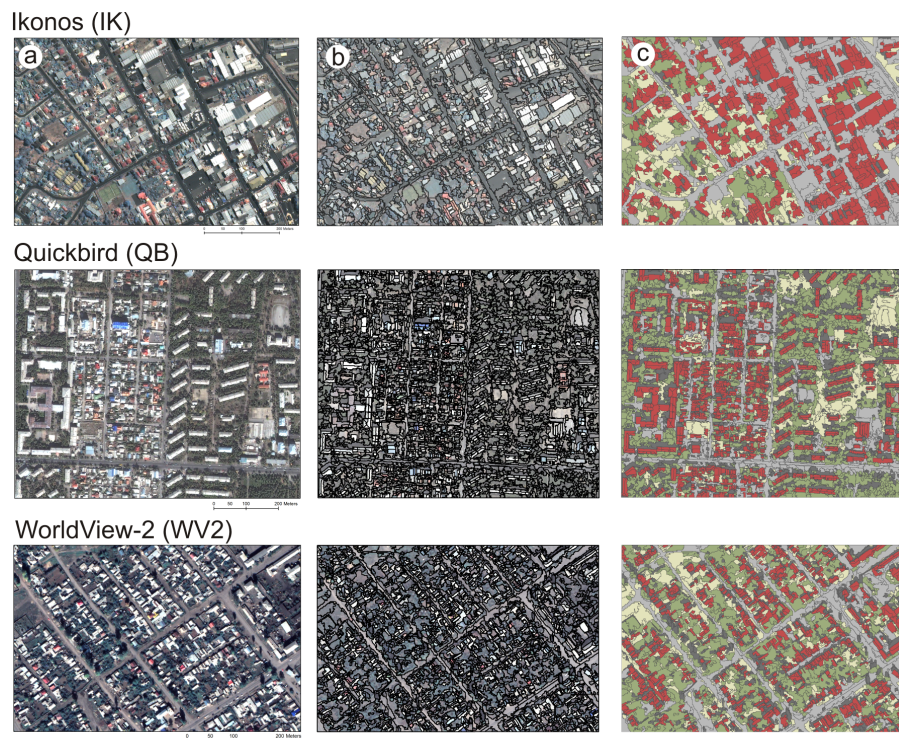 Ikonos (IK)
a
b
c
0 50 100 200 Meters
Quickbird (QB)
0 50 100 200 Meters
WorldView-2 (WV2)
0 50 100 200 Meters